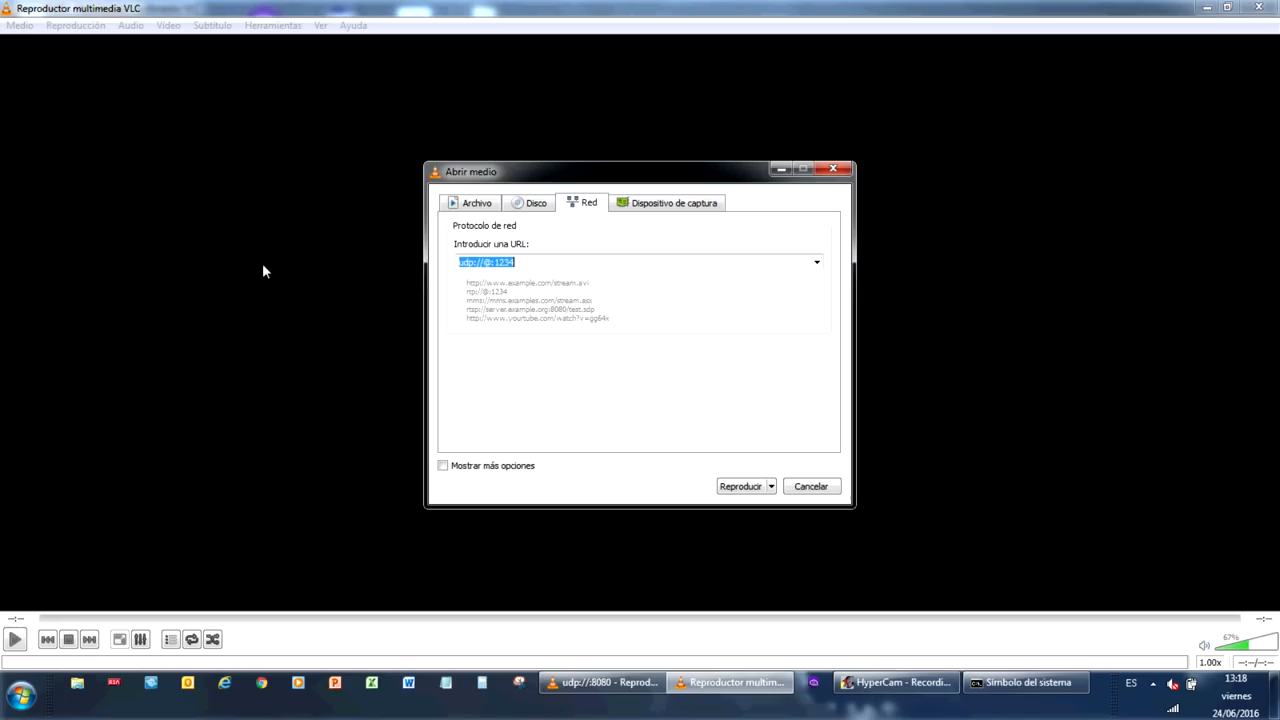 Reproductor multimedia VLC
Medio Reproducción Audio Vídeo Subtítulo Herramientas Ver Ayuda
Abrir medio
Archivo Disco Red Dispositivo de captura
Protocolo de red
Introducir una URL:
udp://@:1234
http://www.example.com/stream.avi
rtp://@:1234
mms://mms.examples.com/stream.asx
rtsp://server.example.org:8080/test.sdp
http://www.yourtube.com/watch?v=gg64x
Mostrar más opciones
Reproducir Cancelar
-:- -:-
67%
1.00x -:-/-:-
udp://:8080 - Reprod... Reproductor multim... HyperCam - Recordi... Símbolo del sistema ES 13:18
viernes
24/06/2016